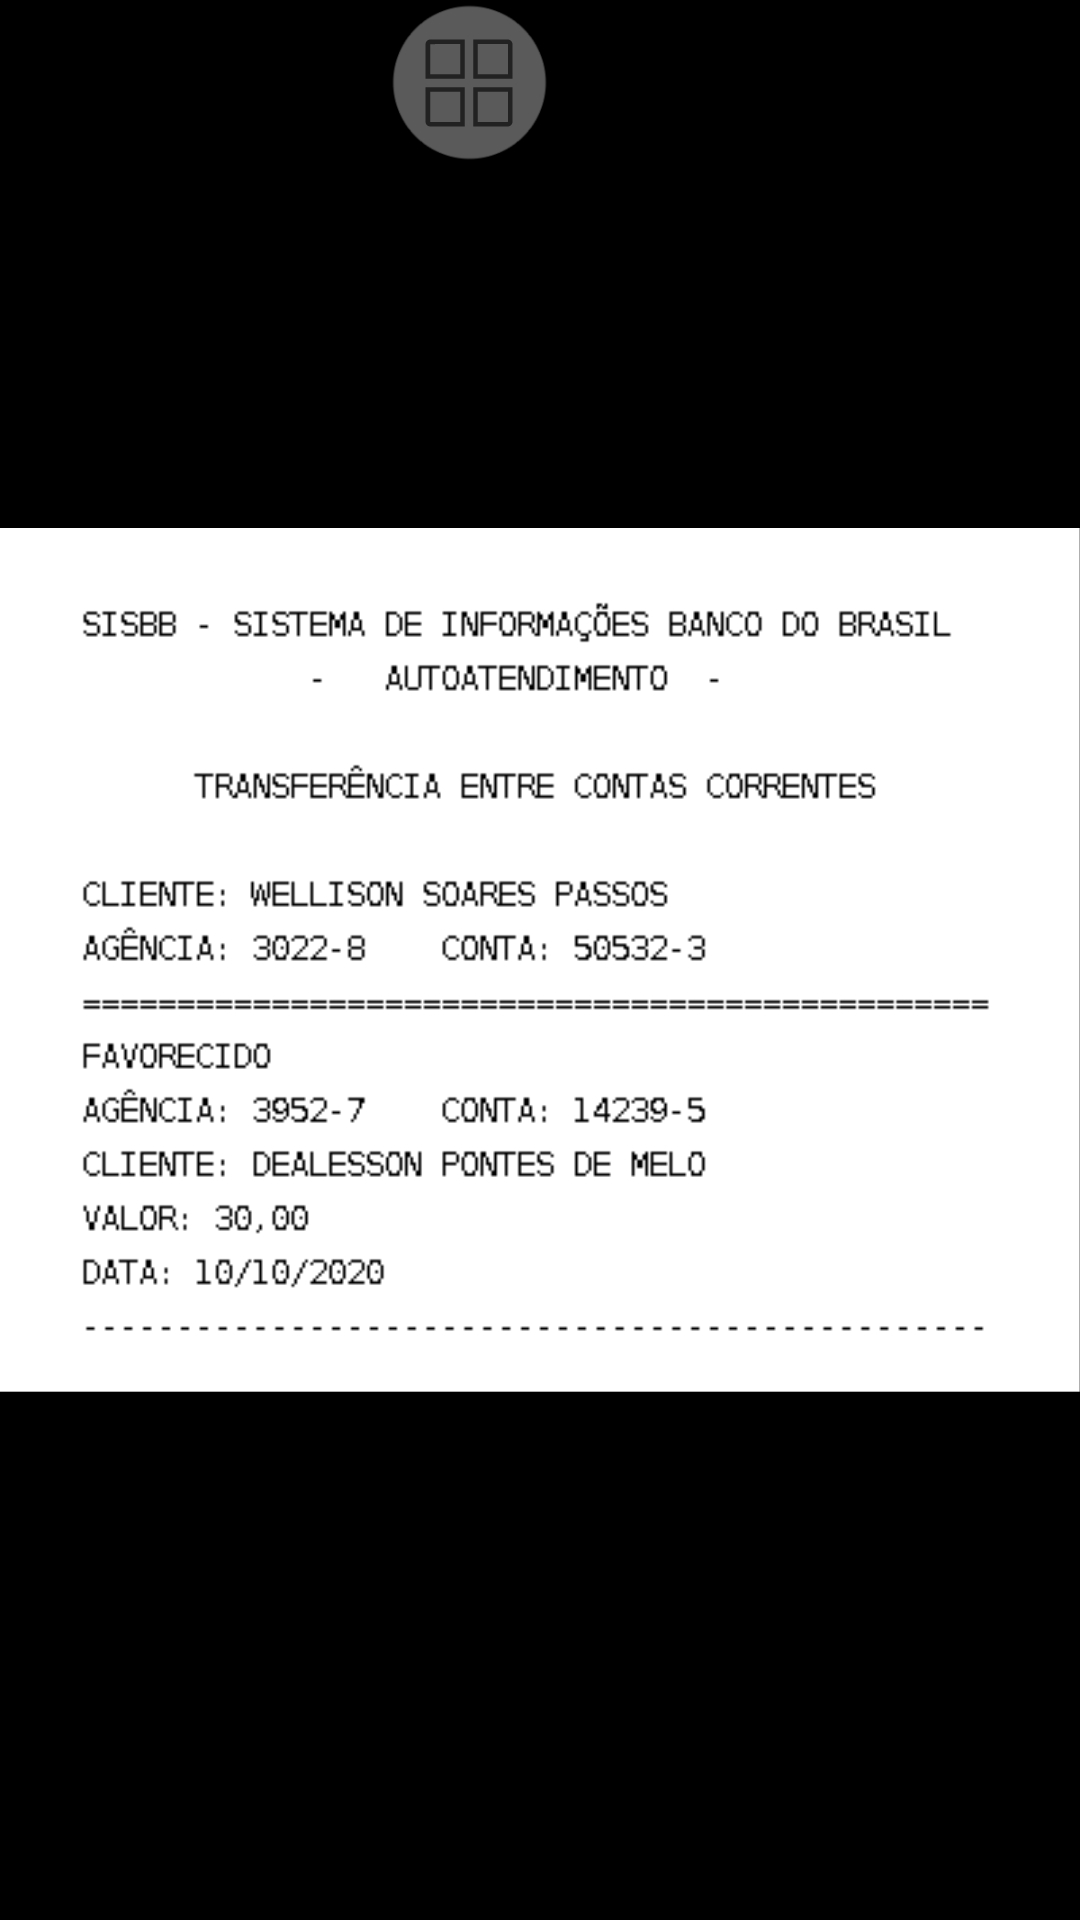 SISBB - SISTEMA DE INFORMAÇÕES BANCO DO BRASIL
- AUTOATENDIMENTO -
TRANSFERÊNCIA ENTRE CONTAS CORRENTES
CLIENTE: WELLISON SOARES PASSOS
AGÊNCIA: 3022-8 CONTA: 50532-3
================================================
FAVORECIDO
AGÊNCIA: 3952-7 CONTA: 14239-5
CLIENTE: DEALESSON PONTES DE MELO
VALOR: 30,00
DATA: 10/10/2020
------------------------------------------------